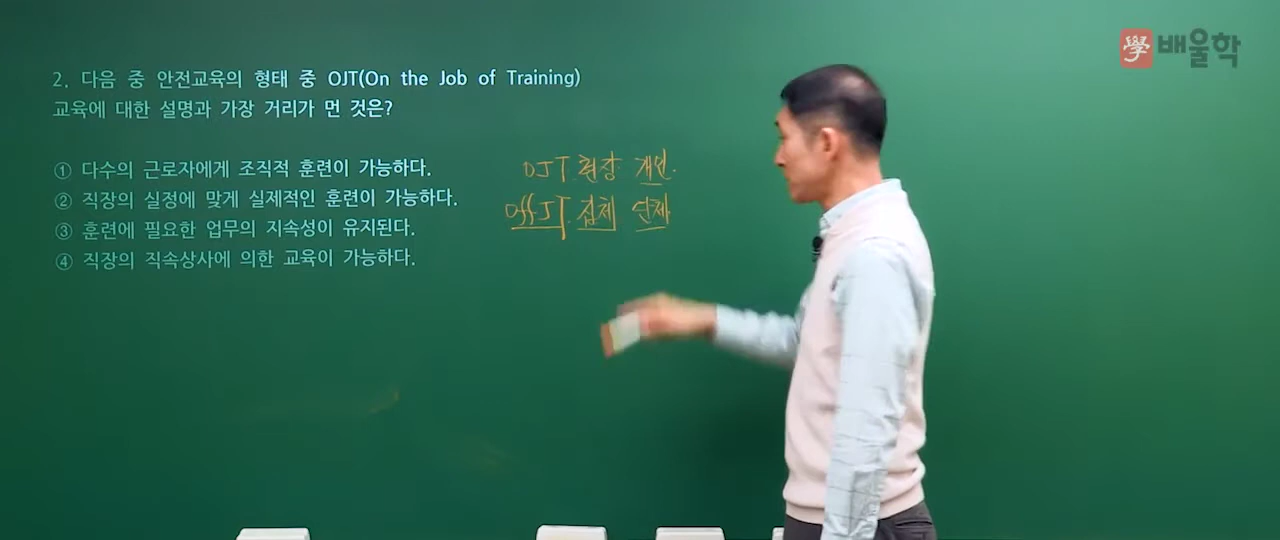 學 배울학
2. 다음 중 안전교육의 형태 중 OJT(On the Job of Training)
교육에 대한 설명과 가장 거리가 먼 것은?
① 다수의 근로자에게 조직적 훈련이 가능하다.
② 직장의 실정에 맞게 실제적인 훈련이 가능하다.
③ 훈련에 필요한 업무의 지속성이 유지된다.
④ 직장의 직속상사에 의한 교육이 가능하다.
OJT 현장 개인.
off JT. 집체 단체.